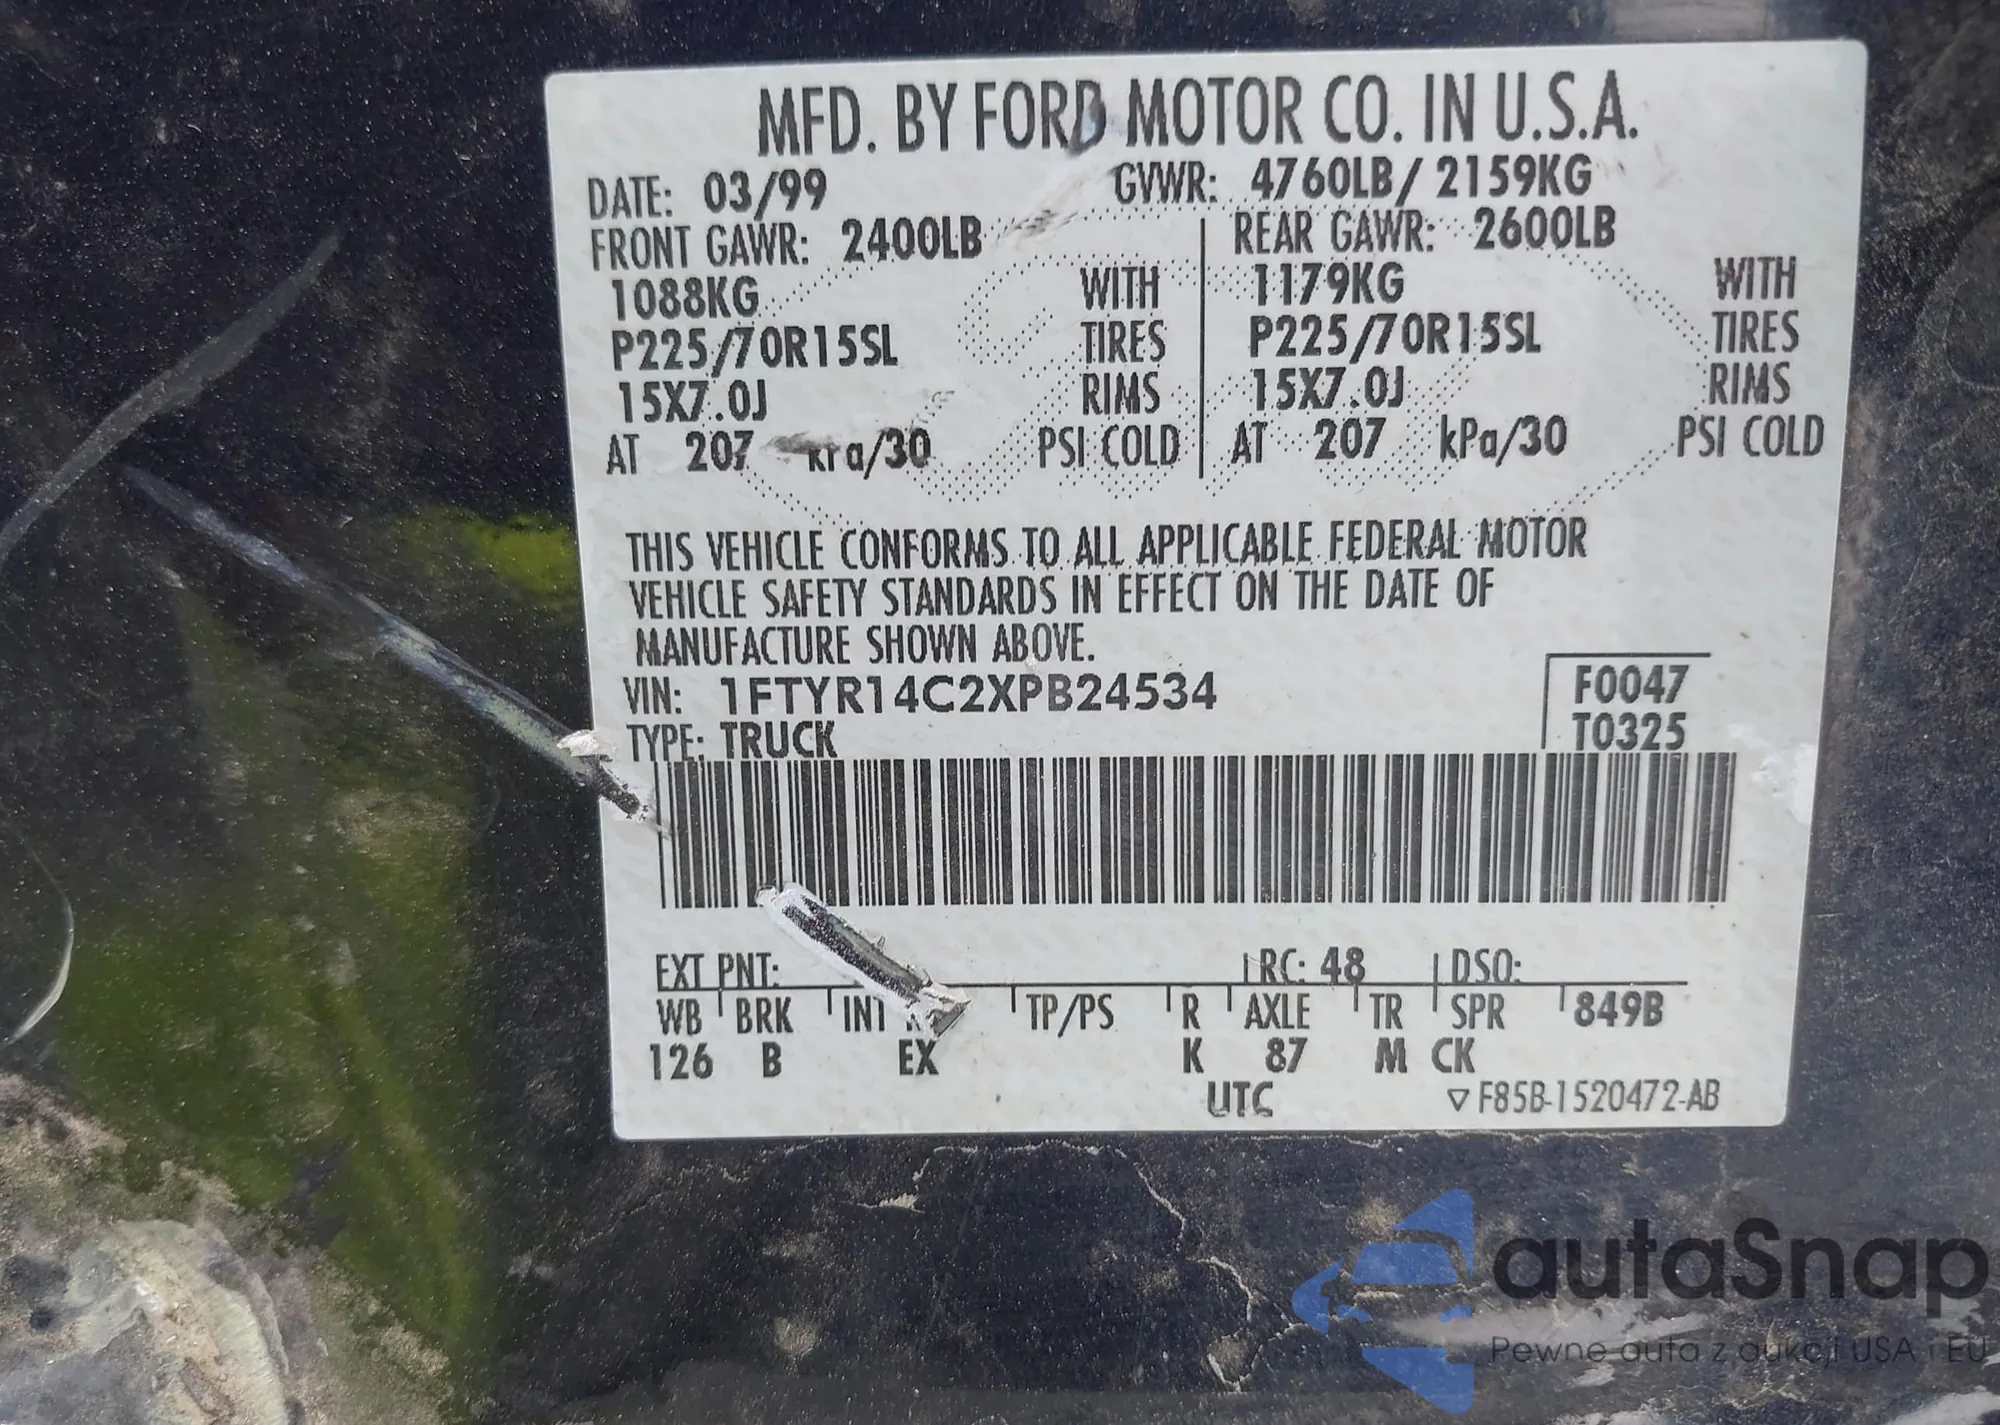 MFD. BY FORD MOTOR CO. IN U.S.A.
DATE: 03/99 GVWR: 4760LB/ 2159KG
FRONT GAWR: 2400LB REAR GAWR: 2600LB
1088KG WITH 1179KG WITH
P225/70R15SL TIRES P225/70R15SL TIRES
15X7.0J RIMS 15X7.0J RIMS
AT 207 kPa/30 PSI COLD AT 207 kPa/30 PSI COLD
THIS VEHICLE CONFORMS TO ALL APPLICABLE FEDERAL MOTOR
VEHICLE SAFETY STANDARDS IN EFFECT ON THE DATE OF
MANUFACTURE SHOWN ABOVE.
VIN: 1FTYR14C2XPB24534 F0047
TYPE: TRUCK T0325
EXT PNT: RC: 48 DSO:
WB BRK INT TP/PS R AXLE TR SPR 849B
126 B EX K 87 M CK
UTC ▽ F85B-1520472-AB
autaSnap
Pewne auta z aukcji USA i EU